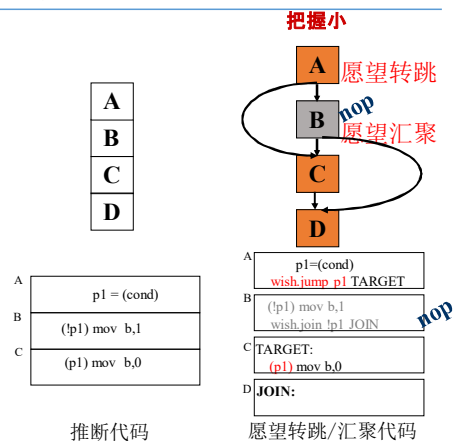 把握小
A
愿望转跳
nop
B
愿望汇聚
C
D
A
B
C
D
A
p1 = (cond)
B
(!p1) mov b,1
C
(p1) mov b,0
推断代码
A
p1=(cond)
wish.jump p1 TARGET
B
(!p1) mov b,1
wish.join !p1 JOIN
nop
C
TARGET:
(p1) mov b,0
D
JOIN:
愿望转跳/汇聚代码